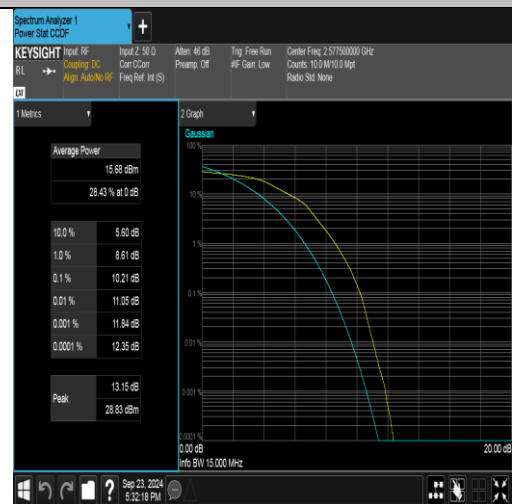 Spectrum Analyzer 1
Power Stat CCDF
+
KEYSIGHT Input: RF Input Z: 50 Ω Atten: 46 dB Trig: Free Run Center Freq: 2.577500000 GHz
RL Coupling: DC Corr CCorr Preamp: Off #IF Gain: Low Counts: 10.0 M/10.0 Mpt
Align: Auto/No RF Freq Ref: Int (S) Radio Std: None
1 Metrics
2 Graph
Gaussian
Average Power
15.68 dBm
28.43 % at 0 dB
10.0 % 5.60 dB
1.0 % 8.61 dB
0.1 % 10.21 dB
0.01 % 11.05 dB
0.001 % 11.84 dB
0.0001 % 12.35 dB
Peak 13.15 dB
28.83 dBm
100 %
10 %
1 %
0.1 %
0.01 %
0.001 %
0.0001 %
0.00 dB 20.00 dB
Info BW 15.000 MHz
?
Sep 23, 2024
5:32:18 PM